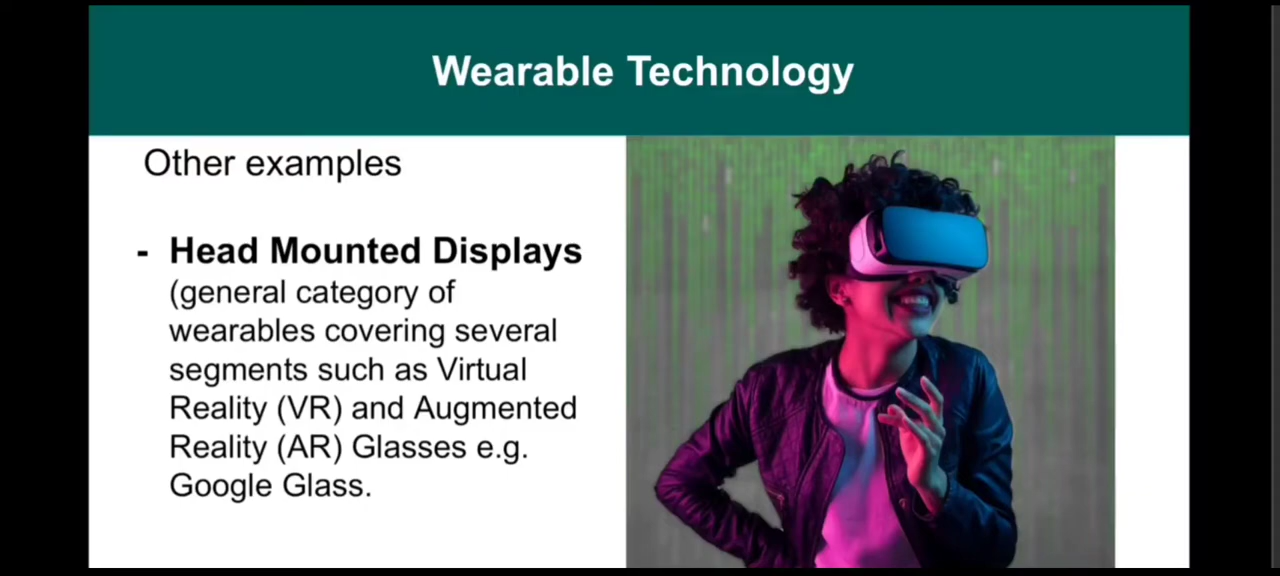 Wearable Technology
Other examples
- Head Mounted Displays
(general category of
wearables covering several
segments such as Virtual
Reality (VR) and Augmented
Reality (AR) Glasses e.g.
Google Glass.